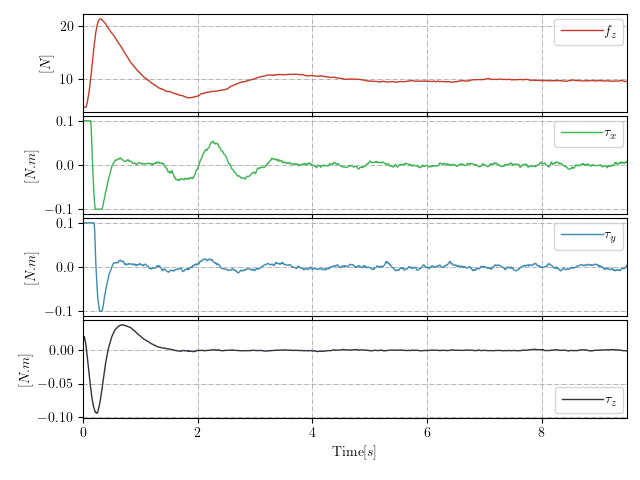 20
10
[N]
f_z
0.1
0.0
−0.1
[N.m]
τ_x
0.1
0.0
−0.1
[N.m]
τ_y
0.00
−0.05
−0.10
[N.m]
τ_z
0 2 4 6 8
Time[s]